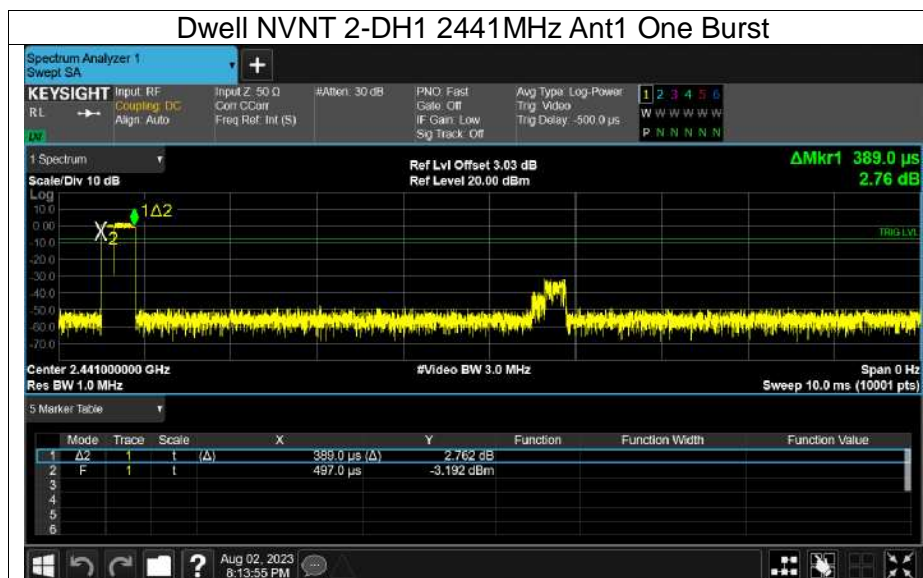 Dwell NVNT 2-DH1 2441MHz Ant1 One Burst
Spectrum Analyzer 1
Swept SA
+
KEYSIGHT Input: RF Input Z: 50 Ω #Atten: 30 dB PNO: Fast Avg Type: Log-Power 1 2 3 4 5 6
RL Coupling: DC Corr CCorr Gate: Off Trig: Video W W W W W W
Align: Auto Freq Ref: Int (S) IF Gain: Low Trig Delay: -500.0 µs
Sig Track: Off P N N N N N
1 Spectrum
Ref Lvl Offset 3.03 dB ΔMkr1 389.0 µs
Scale/Div 10 dB Ref Level 20.00 dBm 2.76 dB
Log
10.0
0.00
-10.0
-20.0
-30.0
-40.0
-50.0
-60.0
-70.0
1Δ2
X2
TRIG LVL
Center 2.441000000 GHz #Video BW 3.0 MHz Span 0 Hz
Res BW 1.0 MHz Sweep 10.0 ms (10001 pts)
5 Marker Table
Mode Trace Scale X Y Function Function Width Function Value
1 Δ2 1 t (Δ) 389.0 µs (Δ) 2.762 dB
2 F 1 t 497.0 µs -3.192 dBm
3
4
5
6
? Aug 02, 2023
8:13:55 PM